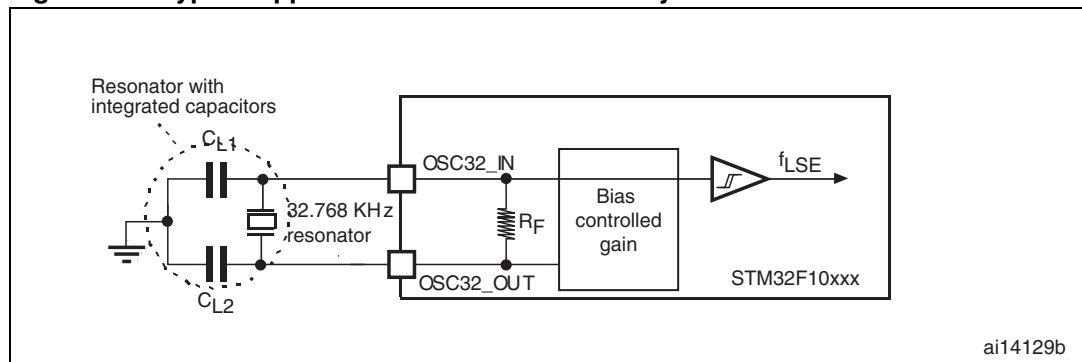 Resonator with
integrated capacitors
CL1
OSC32_IN
fLSE
32.768 KHz
resonator
RF
Bias
controlled
gain
OSC32_OUT
STM32F10xxx
CL2
ai14129b